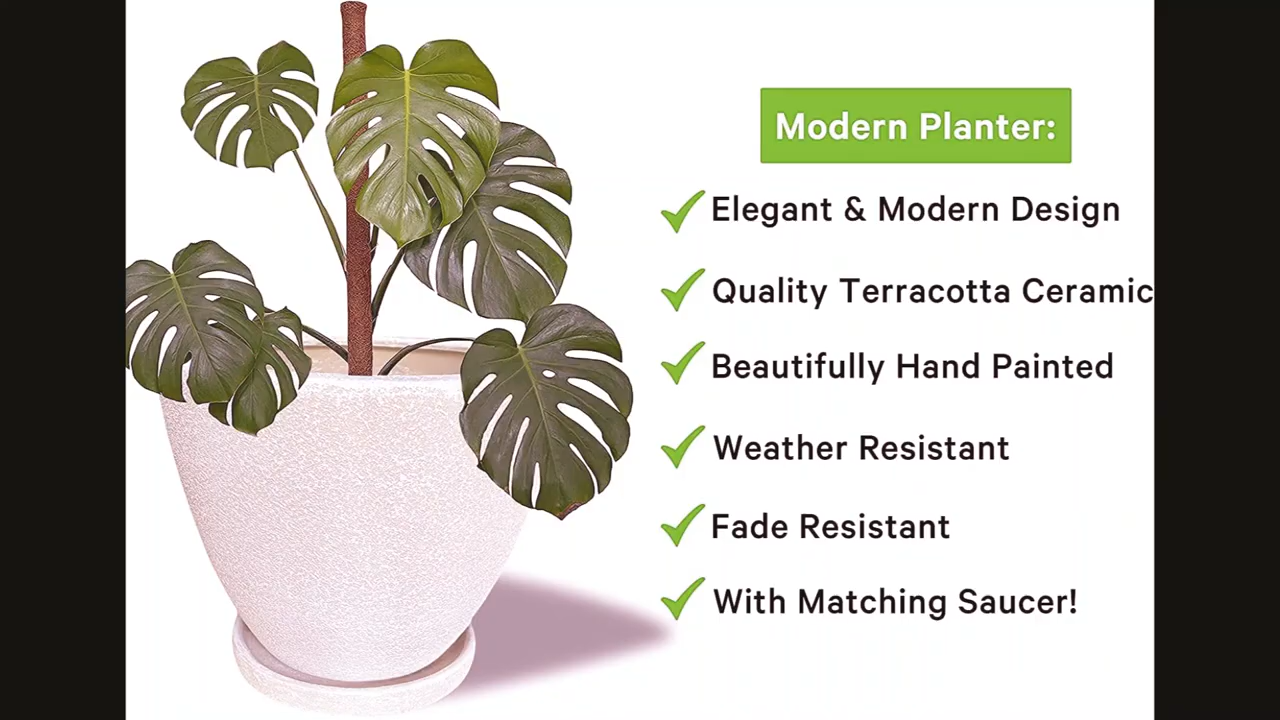 Modern Planter:
Elegant & Modern Design
Quality Terracotta Ceramic
Beautifully Hand Painted
Weather Resistant
Fade Resistant
With Matching Saucer!